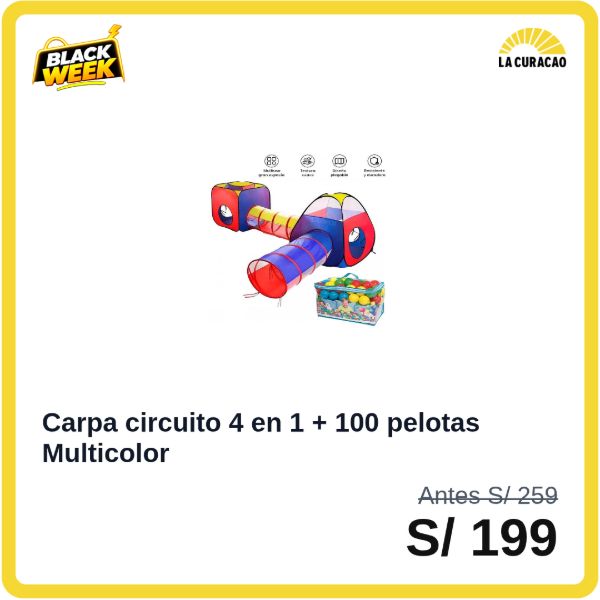 BLACK
WEEK
LA CURACAO
Carpa circuito 4 en 1 + 100 pelotas
Multicolor
Antes S/ 259
S/ 199